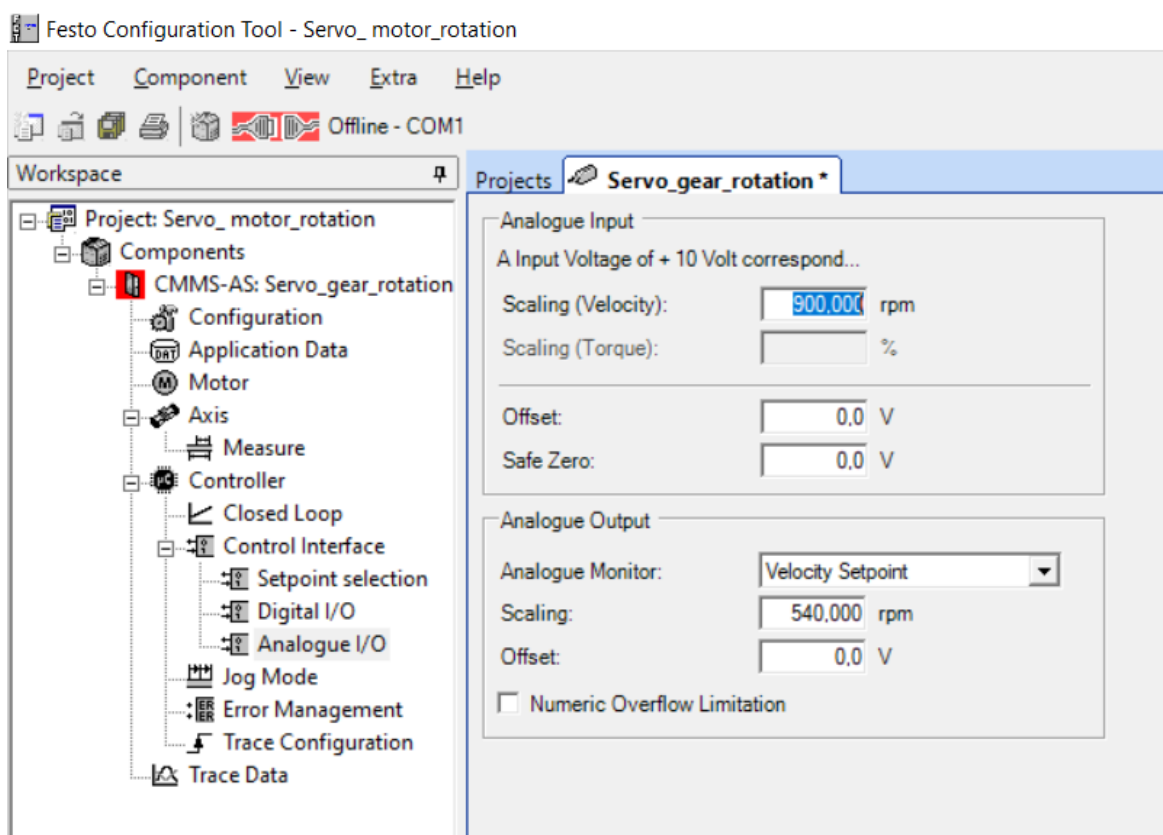 Festo Configuration Tool - Servo_ motor_rotation
Project Component View Extra Help
Offline - COM1
Workspace
Projects Servo_gear_rotation *
Project: Servo_ motor_rotation
Components
CMMS-AS: Servo_gear_rotation
Configuration
DAT Application Data
M Motor
Axis
Measure
µC Controller
Closed Loop
Control Interface
Setpoint selection
Digital I/O
Analogue I/O
Jog Mode
ER ER Error Management
Trace Configuration
Trace Data
Analogue Input
A Input Voltage of + 10 Volt correspond...
Scaling (Velocity): 900,000 rpm
Scaling (Torque): %
Offset: 0,0 V
Safe Zero: 0,0 V
Analogue Output
Analogue Monitor: Velocity Setpoint
Scaling: 540,000 rpm
Offset: 0,0 V
Numeric Overflow Limitation